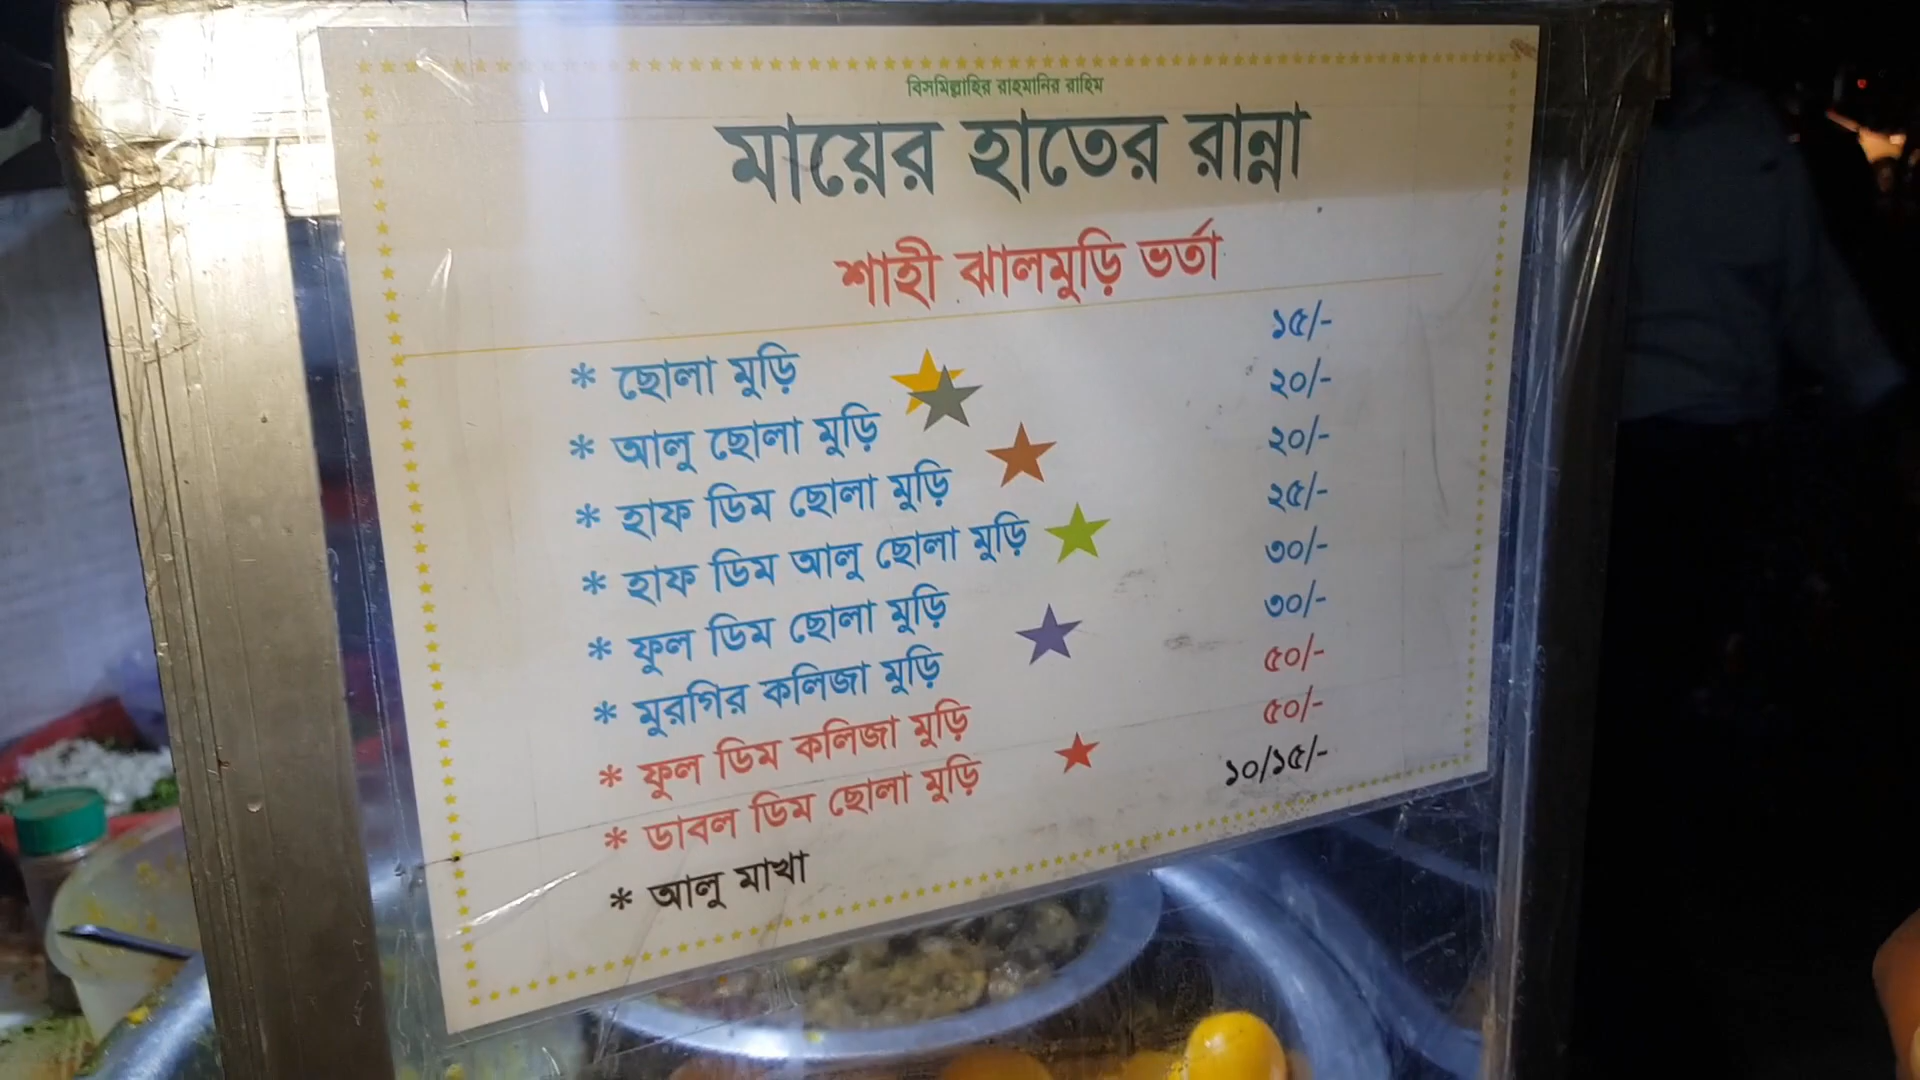 বিসমিল্লাহির রাহমানির রাহিম
মায়ের হাতের রান্না
শাহী ঝালমুড়ি ভর্তা
* ছোলা মুড়ি ১৫/-
* আলু ছোলা মুড়ি ২০/-
* হাফ ডিম ছোলা মুড়ি ২০/-
* হাফ ডিম আলু ছোলা মুড়ি ২৫/-
* ফুল ডিম ছোলা মুড়ি ৩০/-
* মুরগির কলিজা মুড়ি ৩০/-
* ফুল ডিম কলিজা মুড়ি ৫০/-
* ডাবল ডিম ছোলা মুড়ি ৫০/-
* আলু মাখা ১০/১৫/-